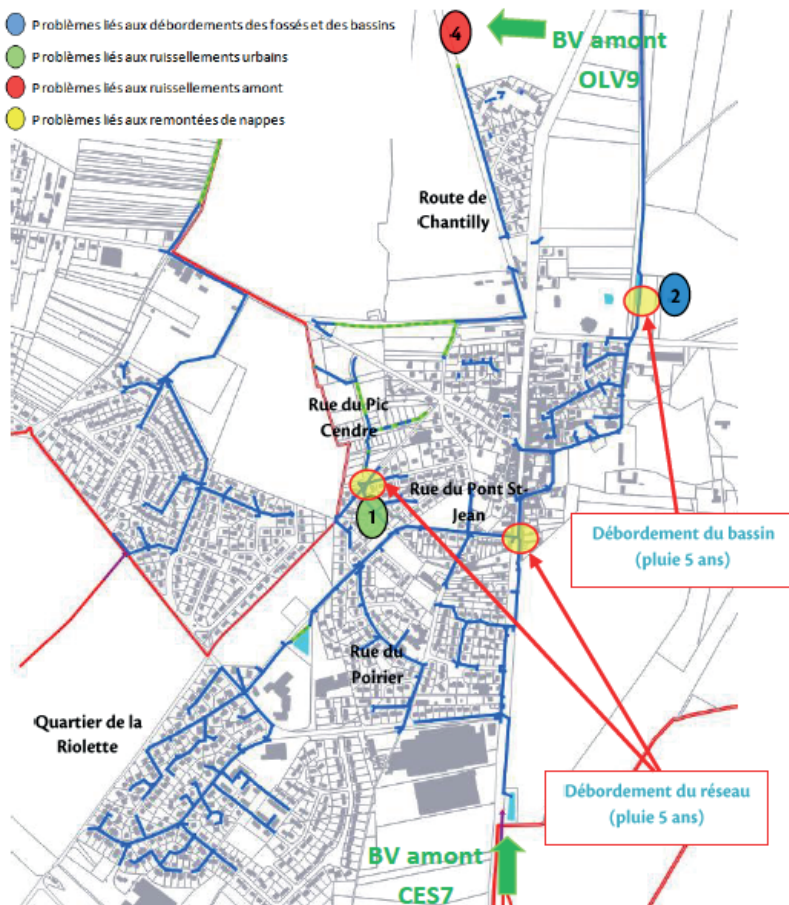 Problèmes liés aux débordements des fossés et des bassins
Problèmes liés aux ruissellements urbains
Problèmes liés aux ruissellements amont
Problèmes liés aux remontées de nappes
4
BV amont
OLV9
Route de
Chantilly
2
Rue du Pic
Cendre
Rue du Pont St-
Jean
1
Débordement du bassin
(pluie 5 ans)
Rue du
Poirier
Quartier de la
Riolette
Débordement du réseau
(pluie 5 ans)
BV amont
CES7